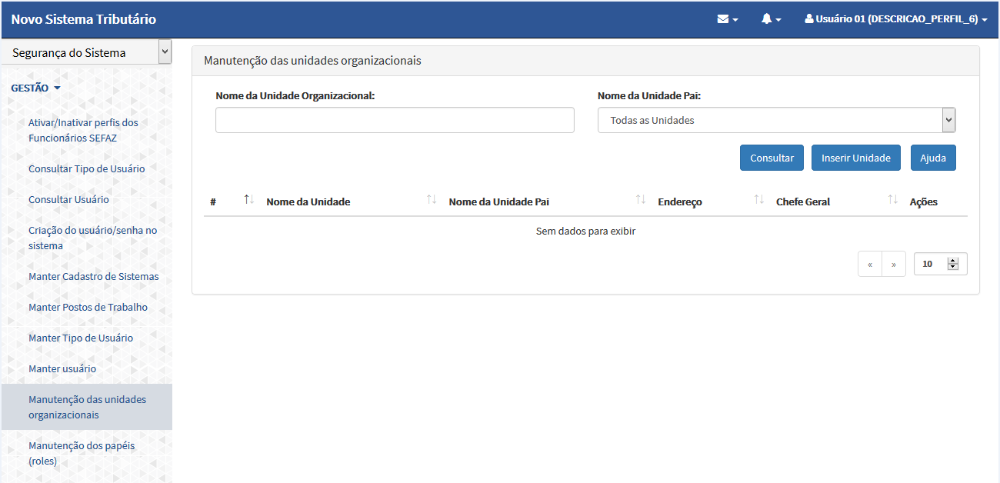 Novo Sistema Tributário
Usuário 01 (DESCRICAO_PERFIL_6)
Segurança do Sistema
GESTÃO
Ativar/Inativar perfis dos
Funcionários SEFAZ
Consultar Tipo de Usuário
Consultar Usuário
Criação do usuário/senha no
sistema
Manter Cadastro de Sistemas
Manter Postos de Trabalho
Manter Tipo de Usuário
Manter usuário
Manutenção das unidades
organizacionais
Manutenção dos papéis
(roles)
Manutenção das unidades organizacionais
Nome da Unidade Organizacional: Nome da Unidade Pai:
Todas as Unidades
Consultar Inserir Unidade Ajuda
# Nome da Unidade Nome da Unidade Pai Endereço Chefe Geral Ações
Sem dados para exibir
« » 10